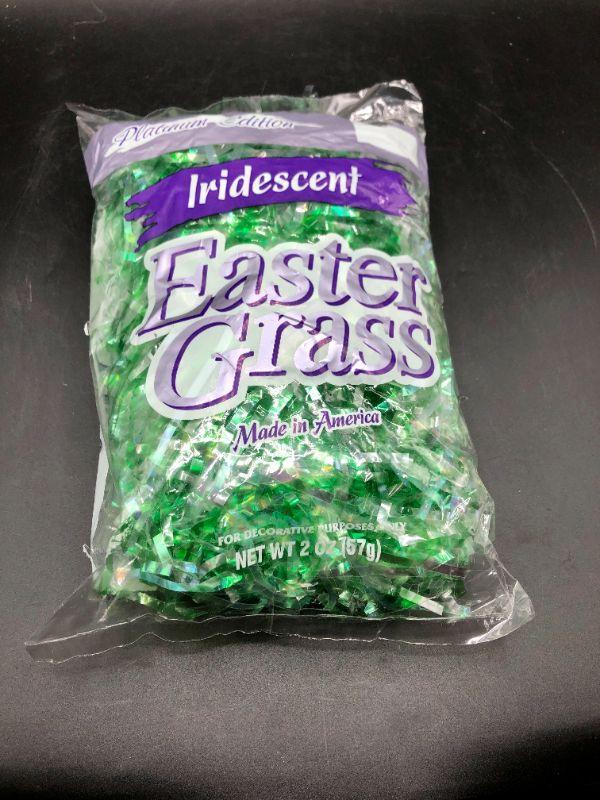 Platinum Edition
Iridescent
Easter
Grass
Made in America
FOR DECORATIVE PURPOSES ONLY
NET WT 2 OZ (57g)